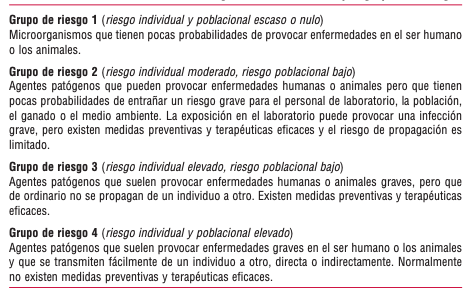 Grupo de riesgo 1 (riesgo individual y poblacional escaso o nulo)
Microorganismos que tienen pocas probabilidades de provocar enfermedades en el ser humano
o los animales.
Grupo de riesgo 2 (riesgo individual moderado, riesgo poblacional bajo)
Agentes patógenos que pueden provocar enfermedades humanas o animales pero que tienen
pocas probabilidades de entrañar un riesgo grave para el personal de laboratorio, la población,
el ganado o el medio ambiente. La exposición en el laboratorio puede provocar una infección
grave, pero existen medidas preventivas y terapéuticas eficaces y el riesgo de propagación es
limitado.
Grupo de riesgo 3 (riesgo individual elevado, riesgo poblacional bajo)
Agentes patógenos que suelen provocar enfermedades humanas o animales graves, pero que
de ordinario no se propagan de un individuo a otro. Existen medidas preventivas y terapéuticas
eficaces.
Grupo de riesgo 4 (riesgo individual y poblacional elevado)
Agentes patógenos que suelen provocar enfermedades graves en el ser humano o los animales
y que se transmiten fácilmente de un individuo a otro, directa o indirectamente. Normalmente
no existen medidas preventivas y terapéuticas eficaces.